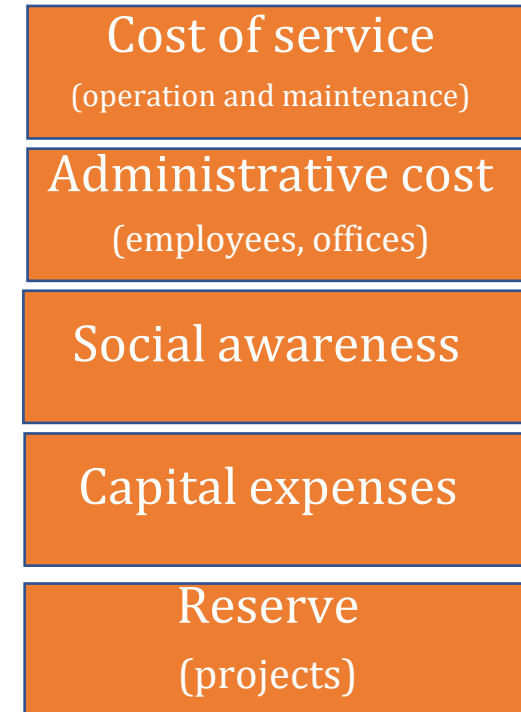 Cost of service
(operation and maintenance)
Administrative cost
(employees, offices)
Social awareness
Capital expenses
Reserve
(projects)